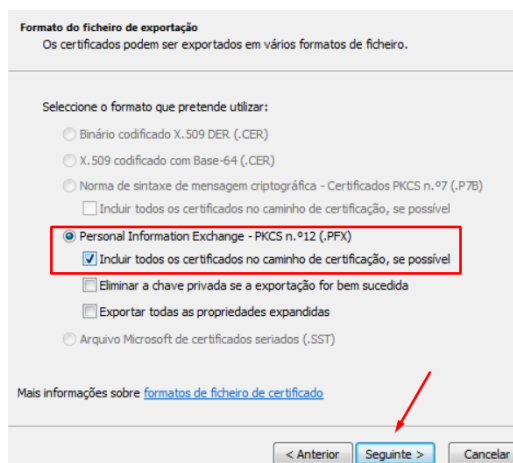 Formato do ficheiro de exportação
Os certificados podem ser exportados em vários formatos de ficheiro.
Seleccione o formato que pretende utilizar:
Binário codificado X.509 DER (.CER)
X.509 codificado com Base-64 (.CER)
Norma de sintaxe de mensagem criptográfica - Certificados PKCS n.º7 (.P7B)
Incluir todos os certificados no caminho de certificação, se possível
Personal Information Exchange - PKCS n.º12 (.PFX)
Incluir todos os certificados no caminho de certificação, se possível
Eliminar a chave privada se a exportação for bem sucedida
Exportar todas as propriedades expandidas
Arquivo Microsoft de certificados seriados (.SST)
Mais informações sobre formatos de ficheiro de certificado
< Anterior Seguinte > Cancelar